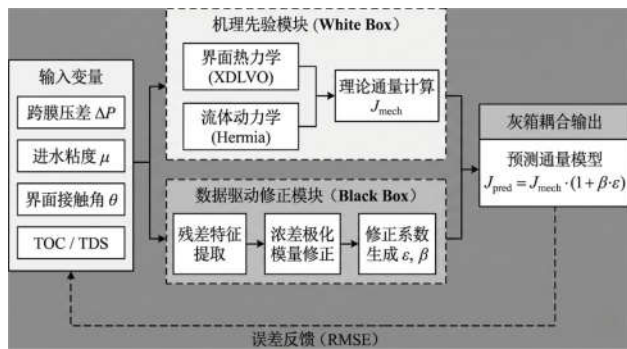 输入变量
跨膜压差 ΔP
进水粘度 μ
界面接触角 θ
TOC / TDS
机理先验模块 (White Box)
界面热力学
(XDLVO)
流体动力学
(Hermia)
理论通量计算
J_mech
数据驱动修正模块 (Black Box)
残差特征
提取
浓差极化
模量修正
修正系数
生成 ε, β
灰箱耦合输出
预测通量模型
J_pred = J_mech · (1 + β · ε)
误差反馈 (RMSE)